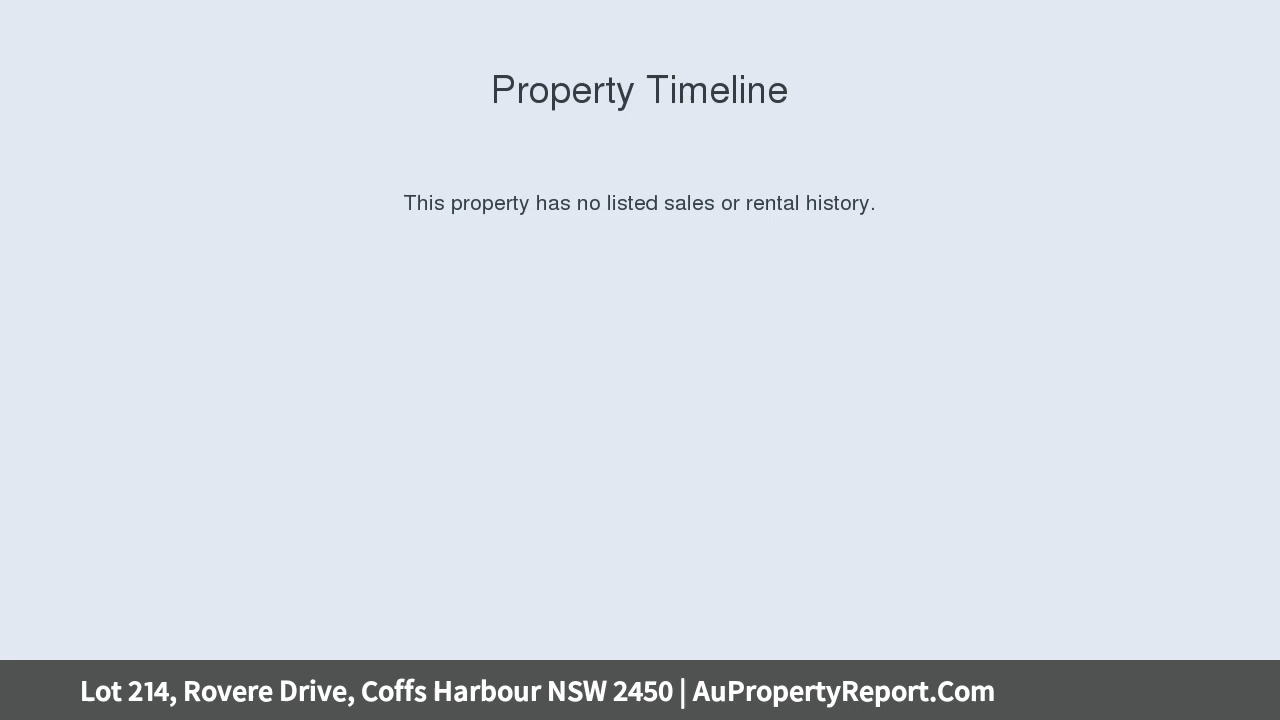 Property Timeline
This property has no listed sales or rental history.
Lot 214, Rovere Drive, Coffs Harbour NSW 2450 | AuPropertyReport.Com